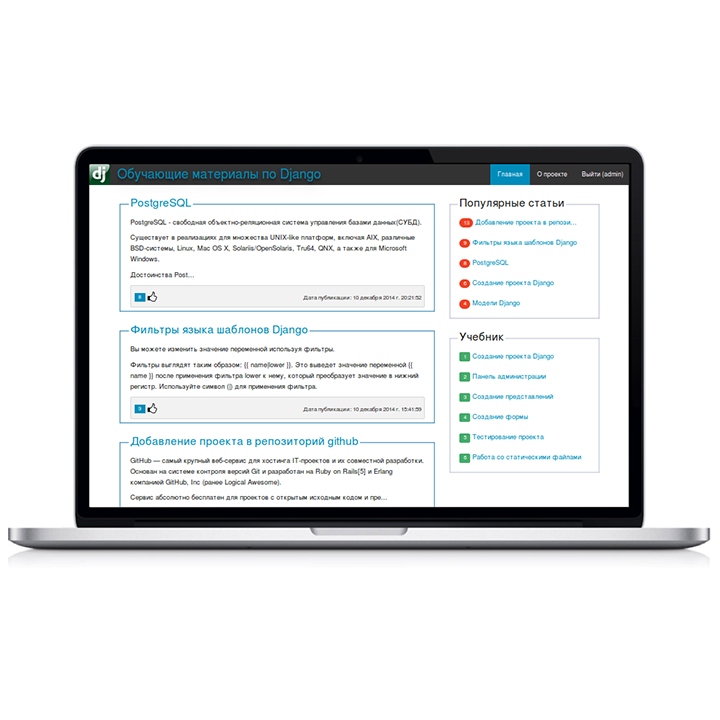 dj Обучающие материалы по Django
Главная О проекте Выйти (admin)
PostgreSQL
PostgreSQL - свободная объектно-реляционная система управления базами данных(СУБД).
Существует в реализациях для множества UNIX-like платформ, включая AIX, различные
BSD-системы, Linux, Mac OS X, Solariis/OpenSolaris, Tru64, QNX, а также для Microsoft
Windows.
Достоинства Post...
Дата публикации: 10 декабря 2014 г. 20:21:52
Фильтры языка шаблонов Django
Вы можете изменить значение переменной используя фильтры.
Фильтры выглядят таким образом: {{ name|lower }}. Это выведет значение переменной {{
name }} после применения фильтра lower к нему, который преобразует значение в нижний
регистр. Используйте символ (|) для применения фильтра.
9
Дата публикации: 10 декабря 2014 г. 15:41:59
Добавление проекта в репозиторий github
GitHub — самый крупный веб-сервис для хостинга IT-проектов и их совместной разработки.
Основан на системе контроля версий Git и разработан на Ruby on Rails[5] и Erlang
компанией GitHub, Inc (ранее Logical Awesome).
Сервис абсолютно бесплатен для проектов с открытым исходным кодом и пре...
Популярные статьи
13 Добавление проекта в репози...
9 Фильтры языка шаблонов Django
PostgreSQL
Создание проекта Django
4 Модели Django
Учебник
1 Создание проекта Django
2 Панель администрации
3 Создание представлений
4 Создание формы
5 Тестирование проекта
6 Работа со статическими файлами